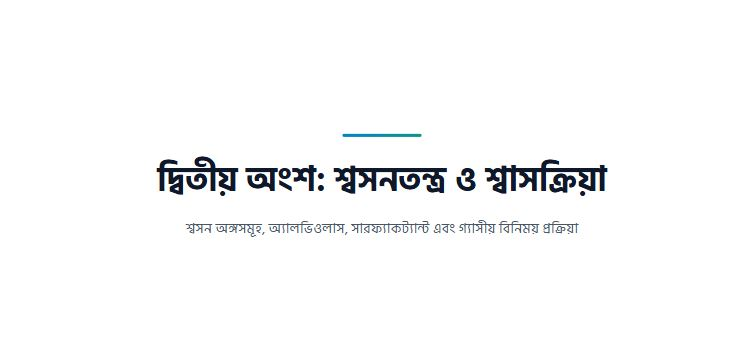 দ্বিতীয় অংশ: শ্বসনতন্ত্র ও শ্বাসক্রিয়া
শ্বসন অঙ্গসমূহ, অ্যালভিওলাস, সারফ্যাকট্যান্ট এবং গ্যাসীয় বিনিময় প্রক্রিয়া